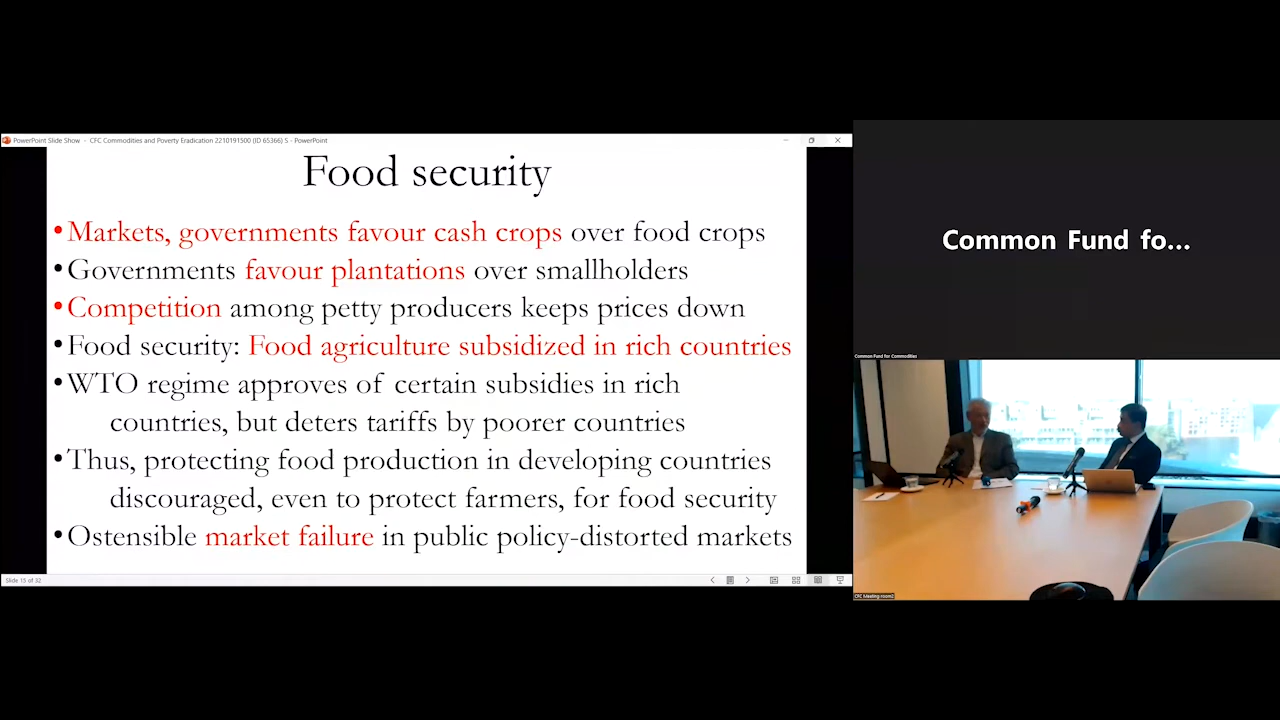 PowerPoint Slide Show - CFC Commodities and Poverty Eradication 2210191500 (ID 65366) S - PowerPoint
Food security
•Markets, governments favour cash crops over food crops
•Governments favour plantations over smallholders
•Competition among petty producers keeps prices down
•Food security: Food agriculture subsidized in rich countries
•WTO regime approves of certain subsidies in rich
countries, but deters tariffs by poorer countries
•Thus, protecting food production in developing countries
discouraged, even to protect farmers, for food security
•Ostensible market failure in public policy-distorted markets
Slide 15 of 32
Common Fund fo...
Common Fund for Commodities
CFC Meeting room2